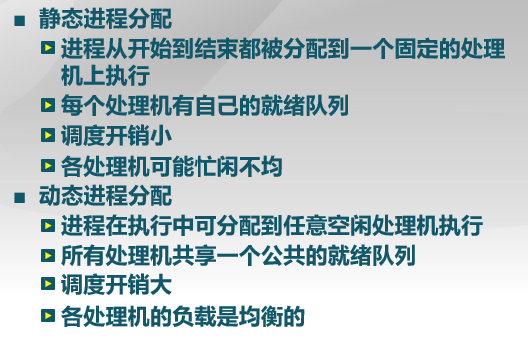 静态进程分配
进程从开始到结束都被分配到一个固定的处理
机上执行
每个处理机有自己的就绪队列
调度开销小
各处理机可能忙闲不均
动态进程分配
进程在执行中可分配到任意空闲处理机执行
所有处理机共享一个公共的就绪队列
调度开销大
各处理机的负载是均衡的